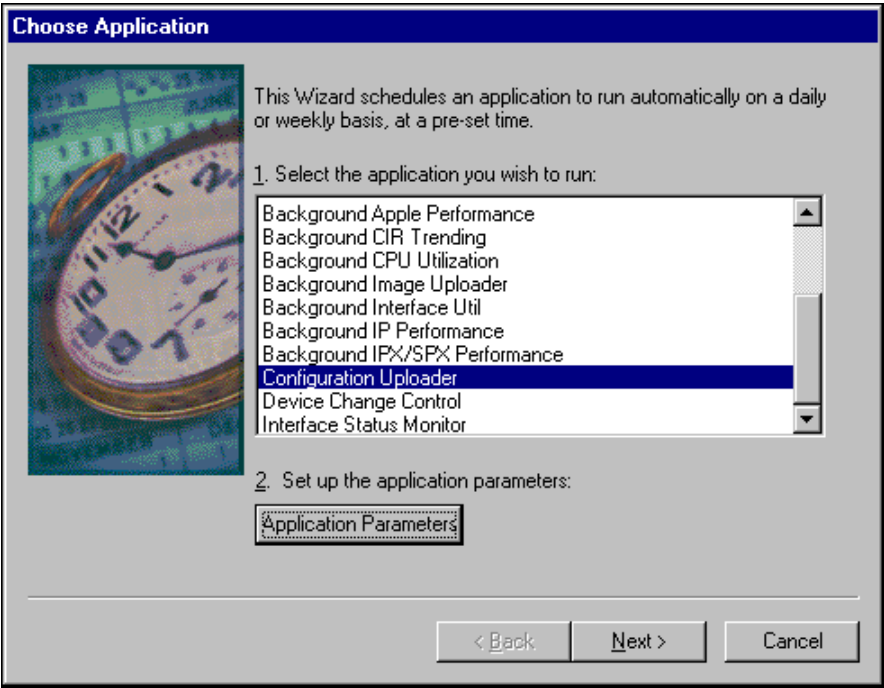 Choose Application
This Wizard schedules an application to run automatically on a daily
or weekly basis, at a pre-set time.
1. Select the application you wish to run:
Background Apple Performance
Background CIR Trending
Background CPU Utilization
Background Image Uploader
Background Interface Util
Background IP Performance
Background IPX/SPX Performance
Configuration Uploader
Device Change Control
Interface Status Monitor
2. Set up the application parameters:
Application Parameters
< Back
Next >
Cancel